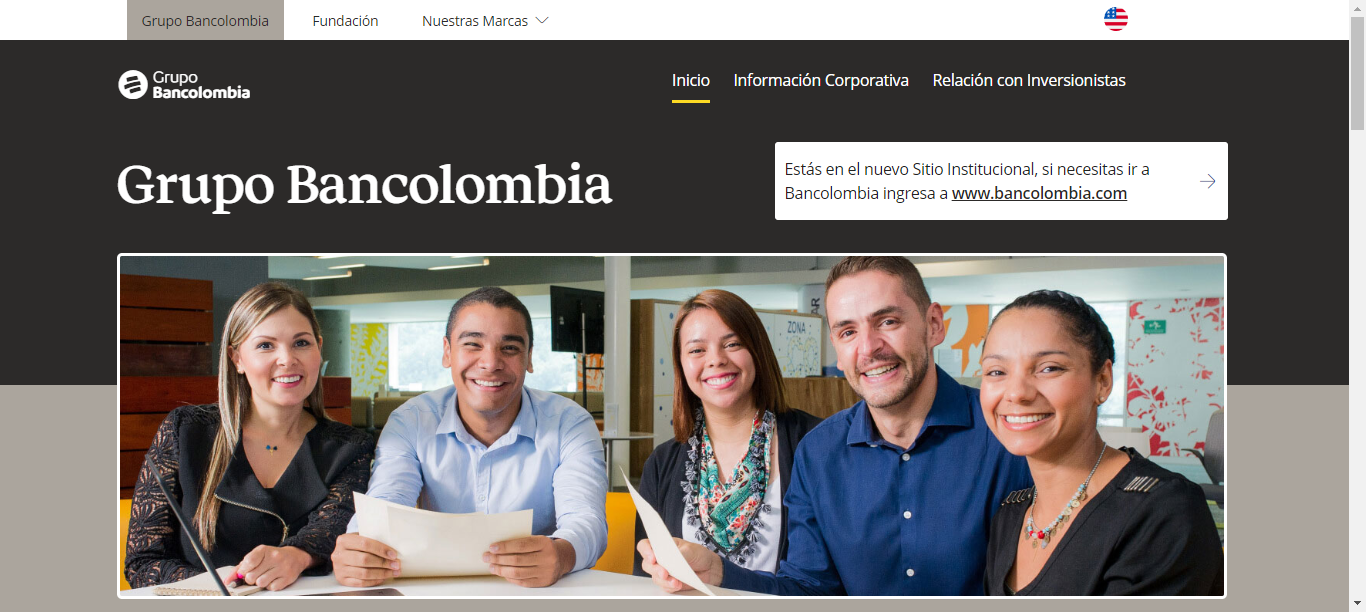 Grupo Bancolombia
Fundación
Nuestras Marcas
Grupo
Bancolombia
Inicio
Información Corporativa
Relación con Inversionistas
Grupo Bancolombia
Estás en el nuevo Sitio Institucional, si necesitas ir a
Bancolombia ingresa a www.bancolombia.com
ZONA
AR